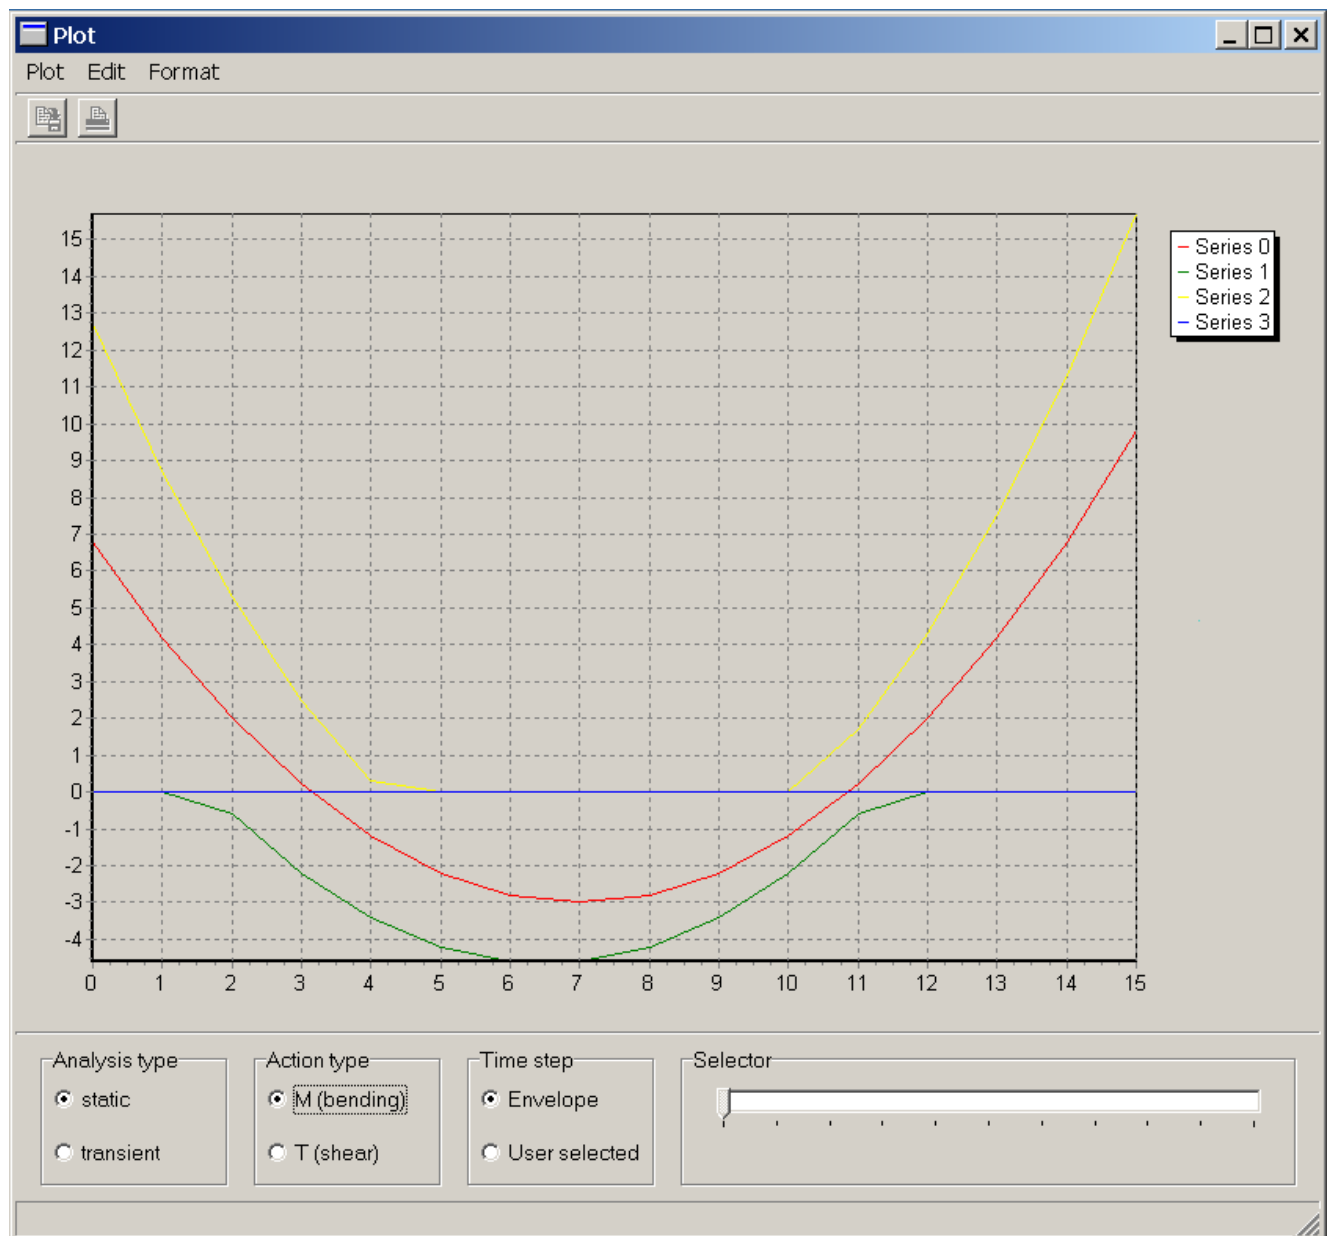 Plot
Plot Edit Format
15
14
13
12
11
10
9
8
7
6
5
4
3
2
1
0
-1
-2
-3
-4
0 1 2 3 4 5 6 7 8 9 10 11 12 13 14 15
Series 0
Series 1
Series 2
Series 3
Analysis type
static
transient
Action type
M (bending)
T (shear)
Time step
Envelope
User selected
Selector